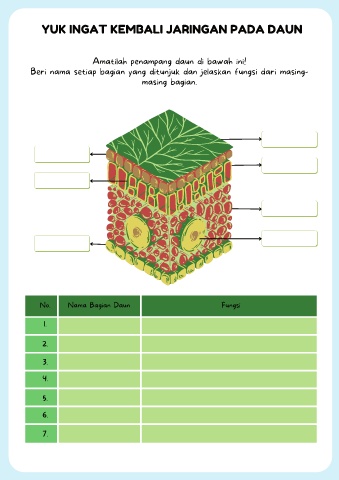 YUK INGAT KEMBALI JARINGAN PADA DAUN
Amatilah penampang daun di bawah ini!
Beri nama setiap bagian yang ditunjuk dan jelaskan fungsi dari masing-
masing bagian.
No. Nama Bagian Daun Fungsi
1.
2.
3.
4.
5.
6.
7.